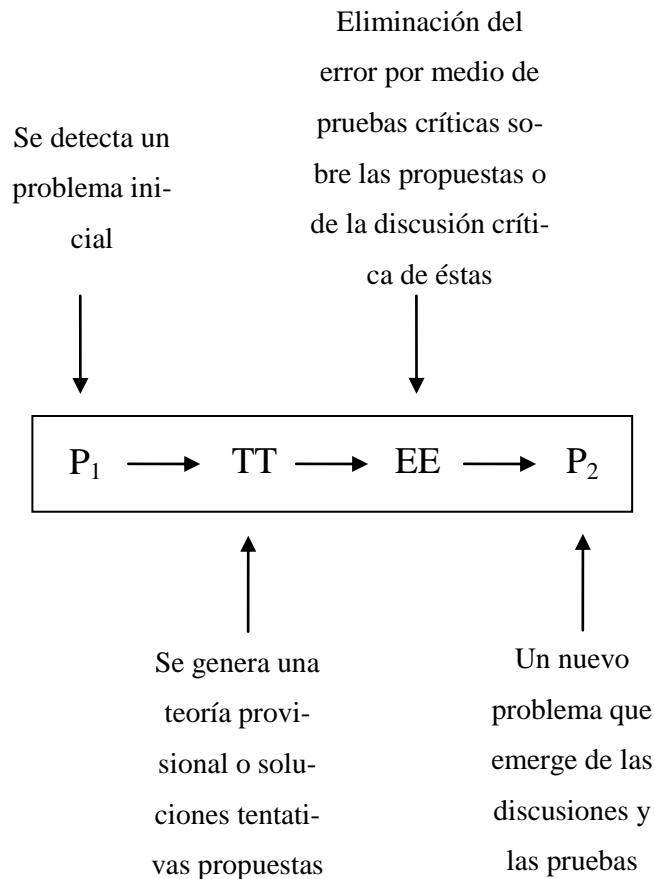 Eliminación del
error por medio de
pruebas críticas so-
bre las propuestas o
de la discusión críti-
ca de éstas
Se detecta un
problema ini-
cial
P₁ → TT → EE → P₂
Se genera una
teoría provi-
sional o solu-
ciones tentati-
vas propuestas
Un nuevo
problema que
emerge de las
discusiones y
las pruebas